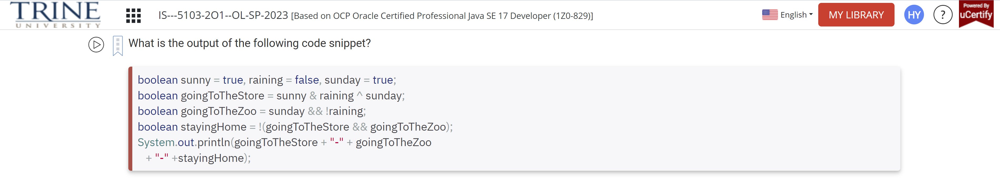 TRINE
UNIVERSITY
IS---5103-2O1--OL-SP-2023 [Based on OCP Oracle Certified Professional Java SE 17 Developer (1Z0-829)]
English
MY LIBRARY
HY
?
Powered By
uCertify
What is the output of the following code snippet?
boolean sunny = true, raining = false, sunday = true;
boolean goingToTheStore = sunny & raining ^ sunday;
boolean goingToTheZoo = sunday && !raining;
boolean stayingHome = !(goingToTheStore && goingToTheZoo);
System.out.println(goingToTheStore + "-" + goingToTheZoo
+ "-" +stayingHome);